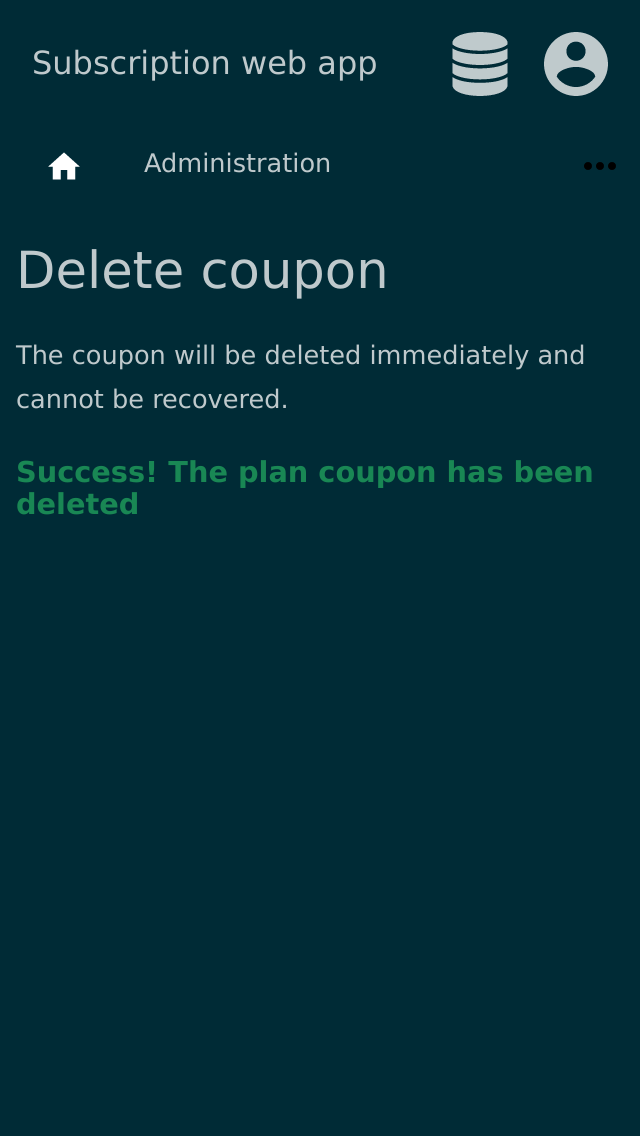 Subscription web app
Administration
Delete coupon
The coupon will be deleted immediately and
cannot be recovered.
Success! The plan coupon has been
deleted